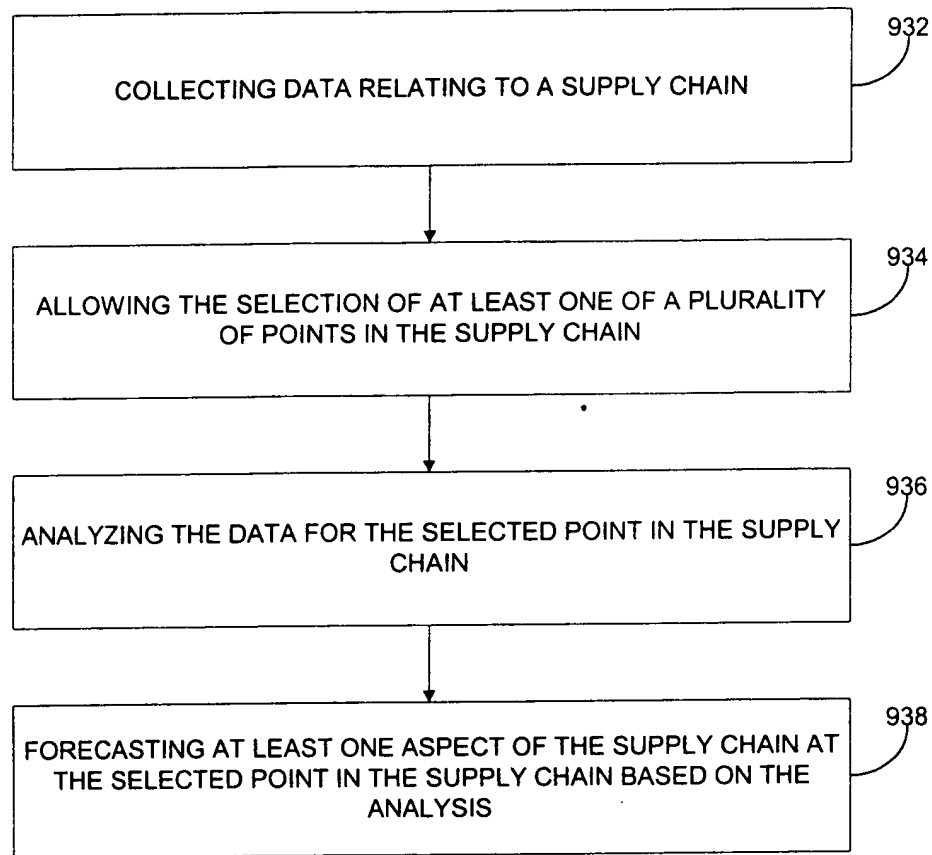 932
COLLECTING DATA RELATING TO A SUPPLY CHAIN
934
ALLOWING THE SELECTION OF AT LEAST ONE OF A PLURALITY
OF POINTS IN THE SUPPLY CHAIN
936
ANALYZING THE DATA FOR THE SELECTED POINT IN THE SUPPLY
CHAIN
938
FORECASTING AT LEAST ONE ASPECT OF THE SUPPLY CHAIN AT
THE SELECTED POINT IN THE SUPPLY CHAIN BASED ON THE
ANALYSIS